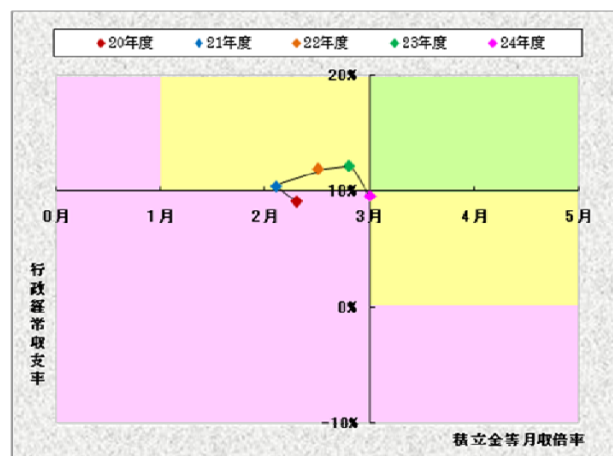 20年度 21年度 22年度 23年度 24年度
20%
10%
0月 1月 2月 3月 4月 5月
行政経常収支率
0%
-10%
積立金等月収倍率